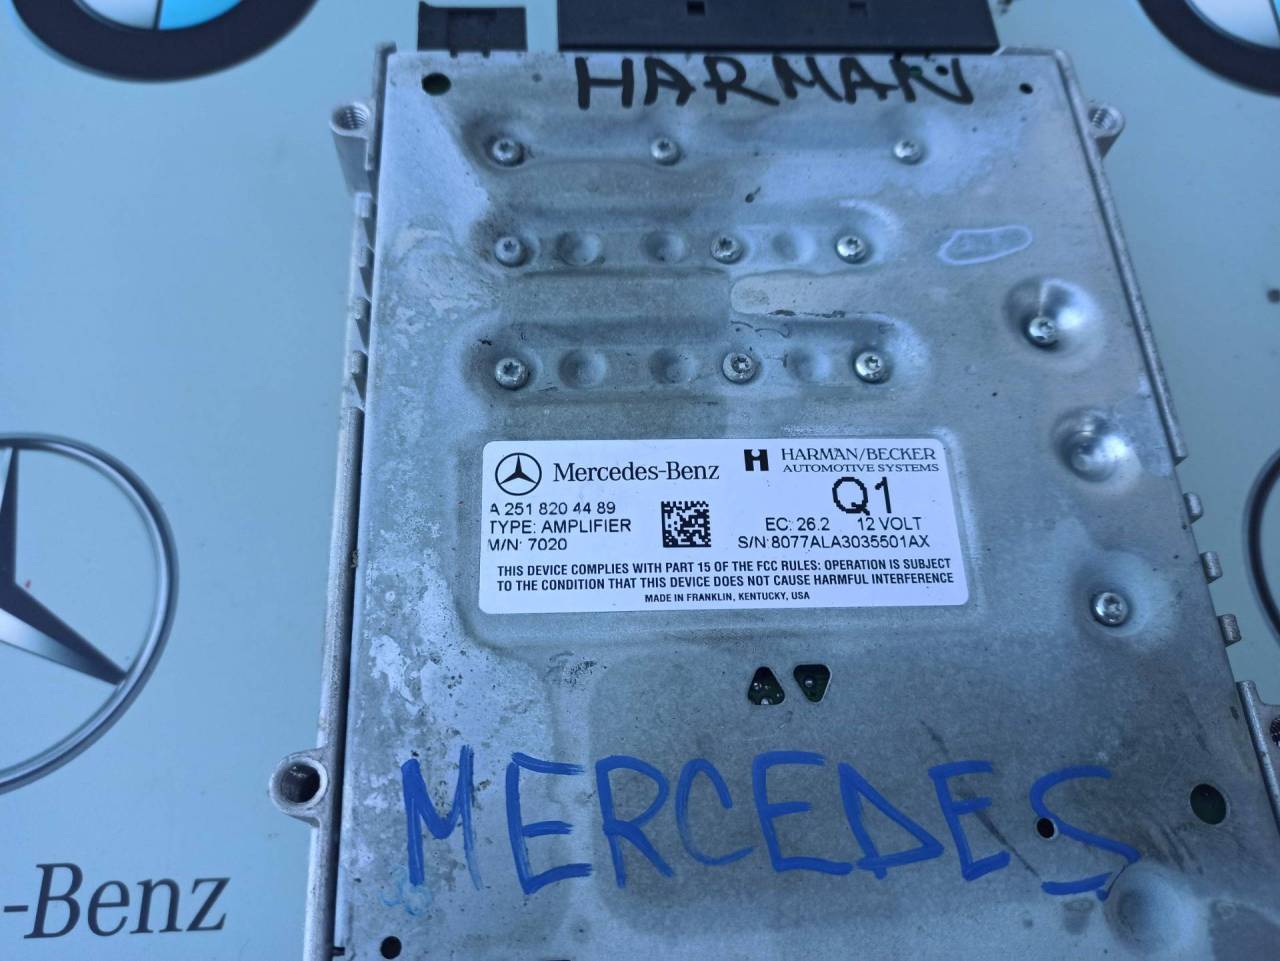 HARMAN
Mercedes-Benz
HARMAN/BECKER
AUTOMOTIVE SYSTEMS
A 251 820 44 89
TYPE: AMPLIFIER
M/N: 7020
Q1
EC: 26.2 12 VOLT
S/N:8077ALA3035501AX
THIS DEVICE COMPLIES WITH PART 15 OF THE FCC RULES: OPERATION IS SUBJECT
TO THE CONDITION THAT THIS DEVICE DOES NOT CAUSE HARMFUL INTERFERENCE
MADE IN FRANKLIN, KENTUCKY, USA
MERCEDES
-Benz